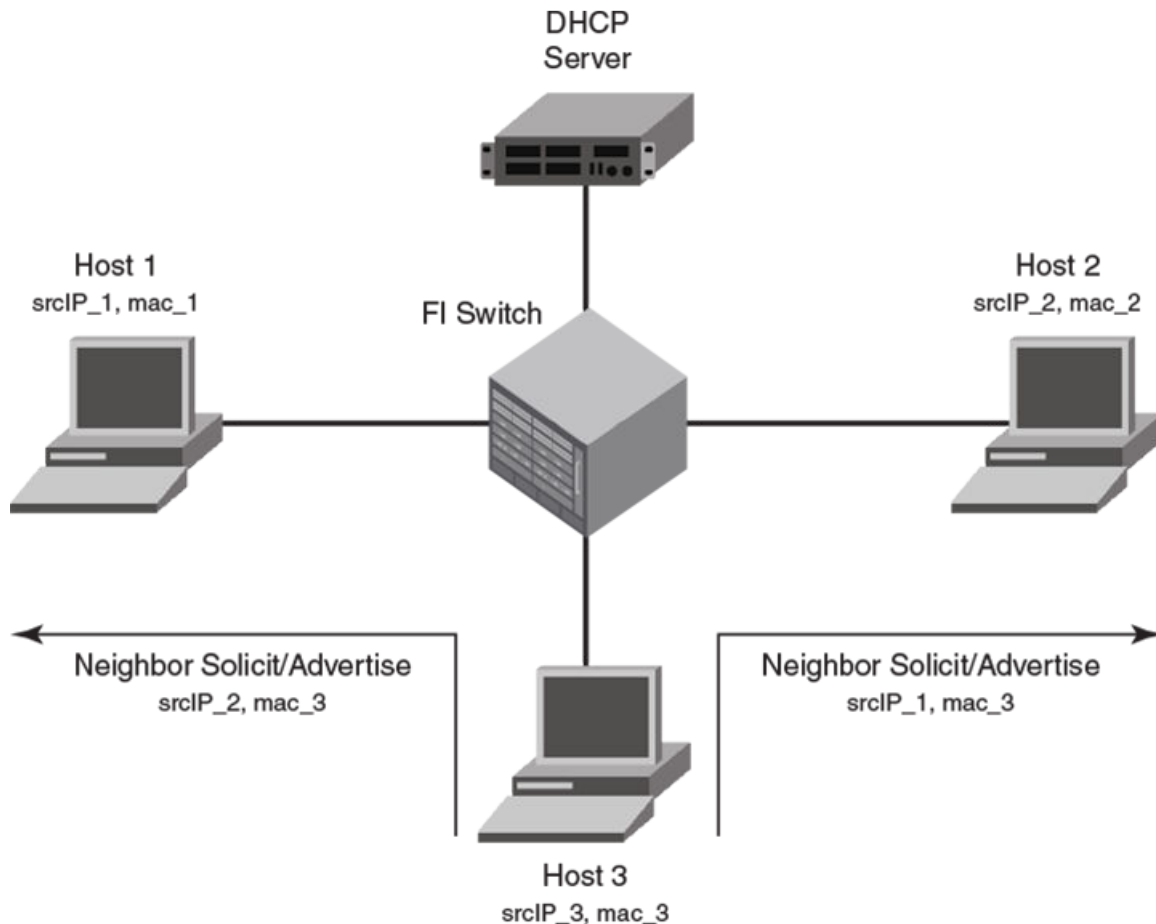 DHCP
Server
Host 1
srcIP_1, mac_1
FI Switch
Host 2
srcIP_2, mac_2
Neighbor Solicit/Advertise
srcIP_2, mac_3
Neighbor Solicit/Advertise
srcIP_1, mac_3
Host 3
srcIP_3, mac_3